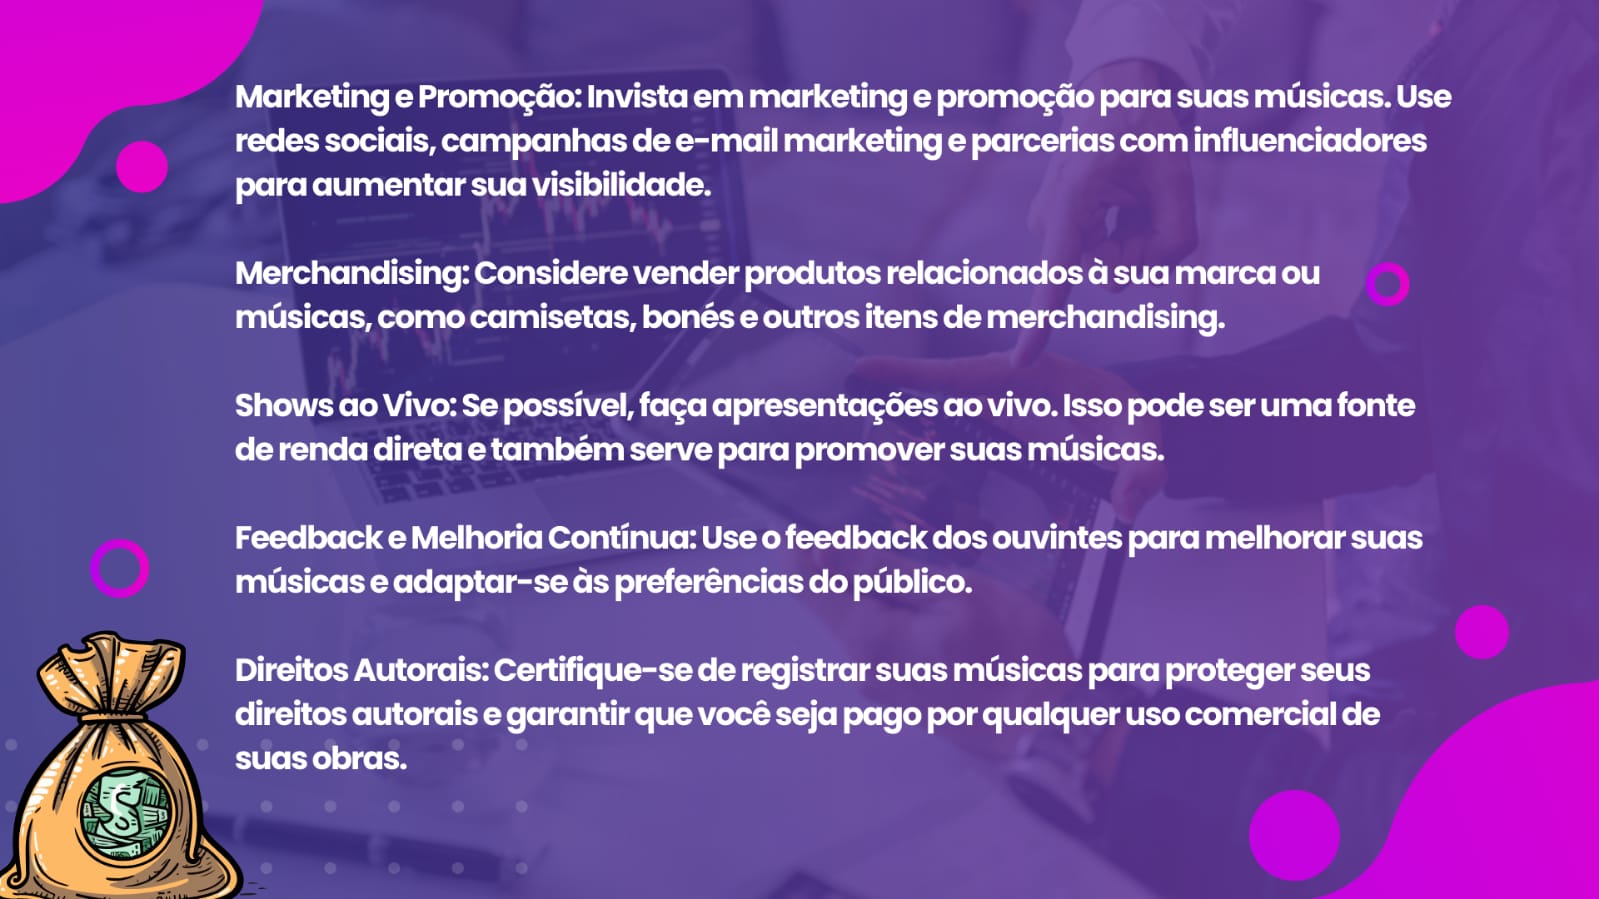 Marketing e Promoção: Invista em marketing e promoção para suas músicas. Use
redes sociais, campanhas de e-mail marketing e parcerias com influenciadores
para aumentar sua visibilidade.
Merchandising: Considere vender produtos relacionados à sua marca ou
músicas, como camisetas, bonés e outros itens de merchandising.
Shows ao Vivo: Se possível, faça apresentações ao vivo. Isso pode ser uma fonte
de renda direta e também serve para promover suas músicas.
Feedback e Melhoria Contínua: Use o feedback dos ouvintes para melhorar suas
músicas e adaptar-se às preferências do público.
Direitos Autorais: Certifique-se de registrar suas músicas para proteger seus
direitos autorais e garantir que você seja pago por qualquer uso comercial de
suas obras.